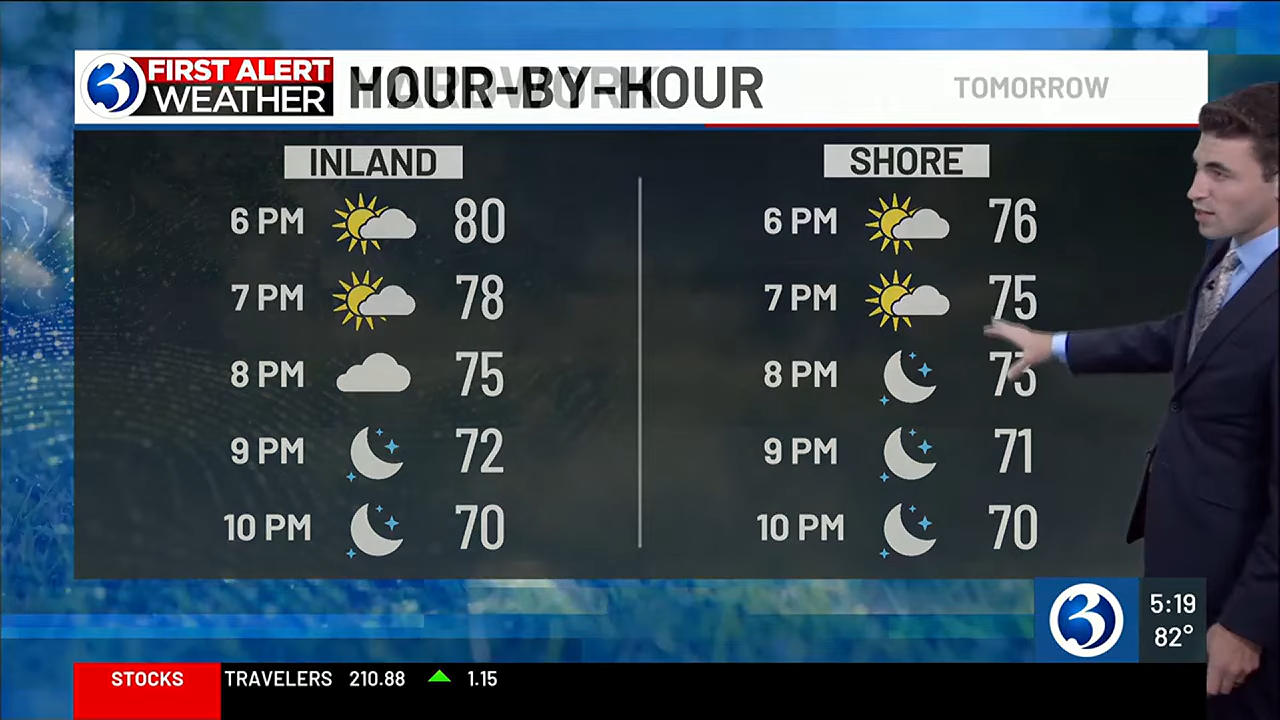 3 FIRST ALERT
WEATHER
HOUR-BY-HOUR
TOMORROW
INLAND
6 PM 80
7 PM 78
8 PM 75
9 PM 72
10 PM 70
SHORE
6 PM 76
7 PM 75
8 PM 73
9 PM 71
10 PM 70
3
5:19
82°
STOCKS
TRAVELERS 210.88 1.15